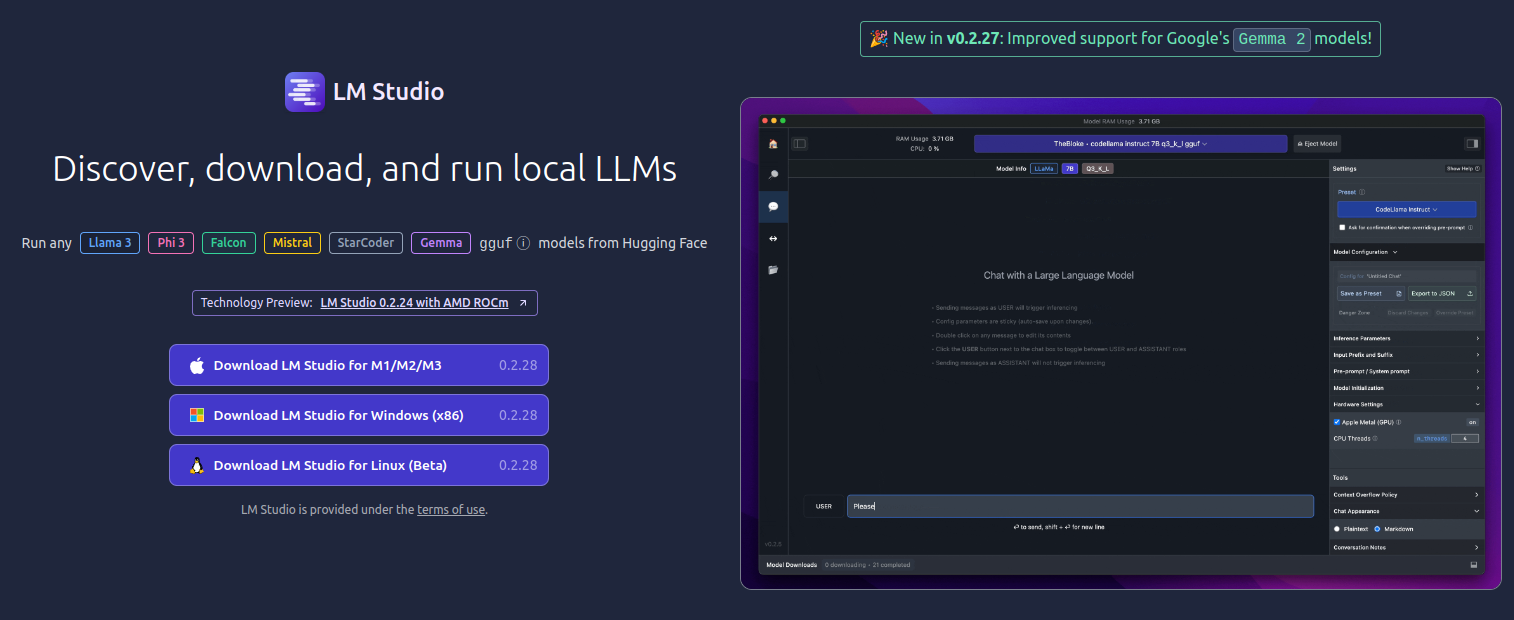 🎉 New in v0.2.27: Improved support for Google's Gemma 2 models!
LM Studio
Discover, download, and run local LLMs
Run any Llama 3 Phi 3 Falcon Mistral StarCoder Gemma gguf ⓘ models from Hugging Face
Technology Preview: LM Studio 0.2.24 with AMD ROCm ↗
Download LM Studio for M1/M2/M3 0.2.28
Download LM Studio for Windows (x86) 0.2.28
Download LM Studio for Linux (Beta) 0.2.28
LM Studio is provided under the terms of use.
Model RAM Usage 3.71 GB
RAM Usage 3.71 GB
CPU: 0 %
TheBloke • codellama instruct 7B q3_k_l gguf
Eject Model
Model Info LLaMa 7B Q3_K_L
Chat with a Large Language Model
- Sending messages as USER will trigger inferencing
- Config parameters are sticky (auto-save upon changes)
- Double click on any message to edit its contents
- Click the USER button next to the chat box to toggle between USER and ASSISTANT roles
- Sending messages as ASSISTANT will not trigger inferencing
USER Please
↵ to send, shift + ↵ for new line
v0.2.8
Model Downloads 0 downloading • 21 completed
Settings Show Help ⓘ
Preset ⓘ
CodeLlama Instruct
Ask for confirmation when overriding pre-prompt ⓘ
Model Configuration
Config for "Untitled Chat"
Save as Preset Export to JSON
Danger Zone Discard Changes Override Preset
Inference Parameters
Input Prefix and Suffix
Pre-prompt / System prompt
Model Initialization
Hardware Settings
Apple Metal (GPU) ⓘ on
CPU Threads ⓘ n_threads 4
Tools
Context Overflow Policy
Chat Appearance
Plaintext Markdown
Conversation Notes